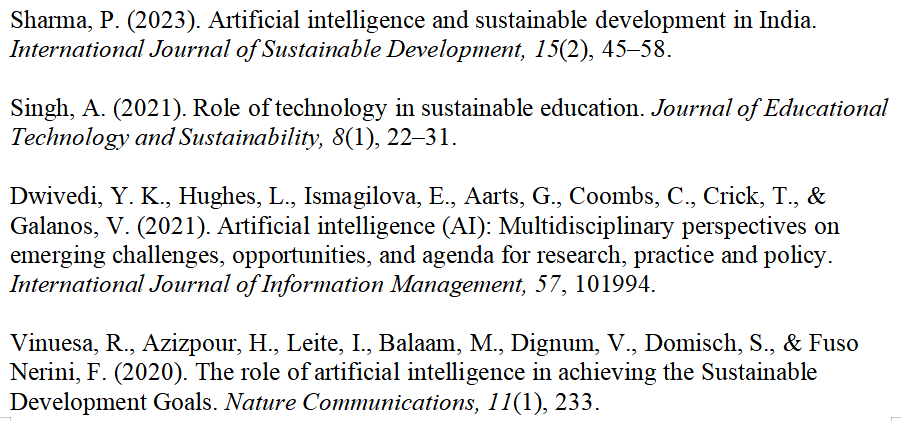 Sharma, P. (2023). Artificial intelligence and sustainable development in India.
International Journal of Sustainable Development, 15(2), 45–58.
Singh, A. (2021). Role of technology in sustainable education. Journal of Educational
Technology and Sustainability, 8(1), 22–31.
Dwivedi, Y. K., Hughes, L., Ismagilova, E., Aarts, G., Coombs, C., Crick, T., &
Galanos, V. (2021). Artificial intelligence (AI): Multidisciplinary perspectives on
emerging challenges, opportunities, and agenda for research, practice and policy.
International Journal of Information Management, 57, 101994.
Vinuesa, R., Azizpour, H., Leite, I., Balaam, M., Dignum, V., Domisch, S., & Fuso
Nerini, F. (2020). The role of artificial intelligence in achieving the Sustainable
Development Goals. Nature Communications, 11(1), 233.